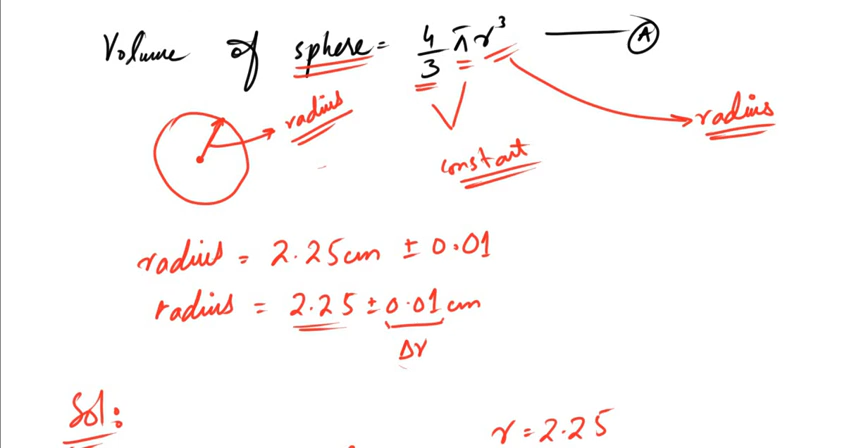 Volume of sphere = 4/3 πr³ — Ⓐ
radius
radius
constant
radius = 2.25cm ± 0.01
radius = 2.25 ± 0.01 cm
Δr
Sol:
r = 2.25